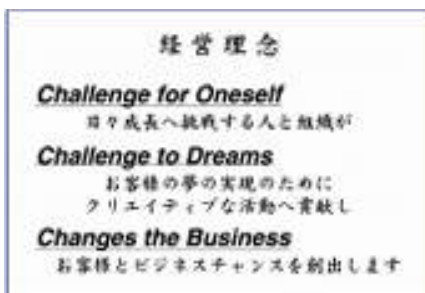 経営理念
Challenge for Oneself
日々成長へ挑戦する人と組織が
Challenge to Dreams
お客様の夢の実現のために
クリエイティブな活動へ貢献し
Changes the Business
お客様とビジネスチャンスを創出します